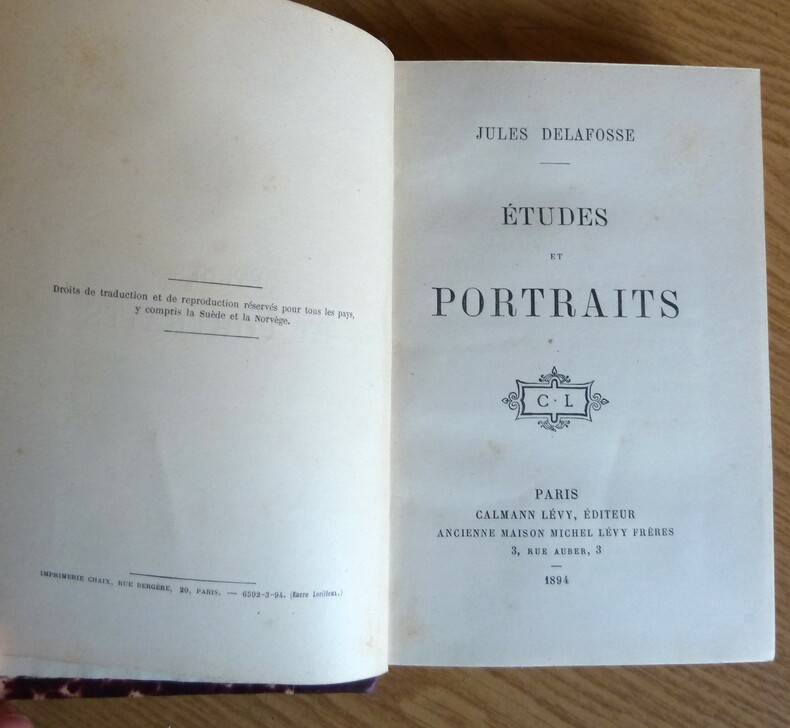 Droits de traduction et de reproduction réservés pour tous les pays,
y compris la Suède et la Norvège.
IMPRIMERIE CHAIX, RUE BERGÈRE, 20, PARIS. — 6592-3-94. (Encre Lorilleux.)
JULES DELAFOSSE
ÉTUDES
ET
PORTRAITS
C · L
PARIS
CALMANN LÉVY, ÉDITEUR
ANCIENNE MAISON MICHEL LÉVY FRÈRES
3, RUE AUBER, 3
1894